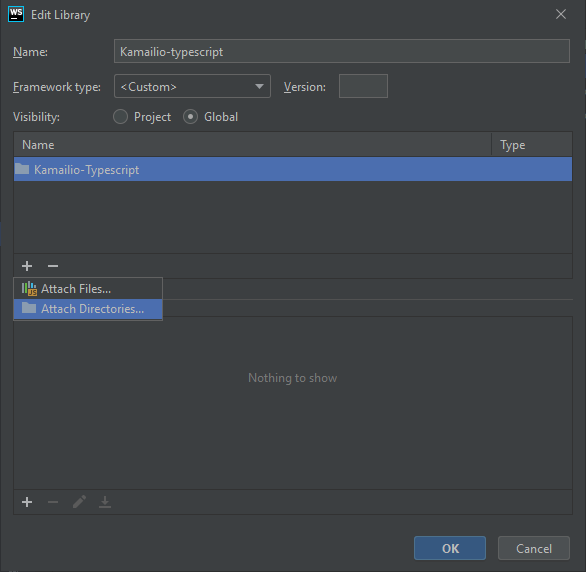 WS Edit Library
Name: Kamailio-typescript
Framework type: <Custom> Version:
Visibility: Project Global
Name Type
Kamailio-Typescript
Attach Files...
Attach Directories...
Nothing to show
OK Cancel